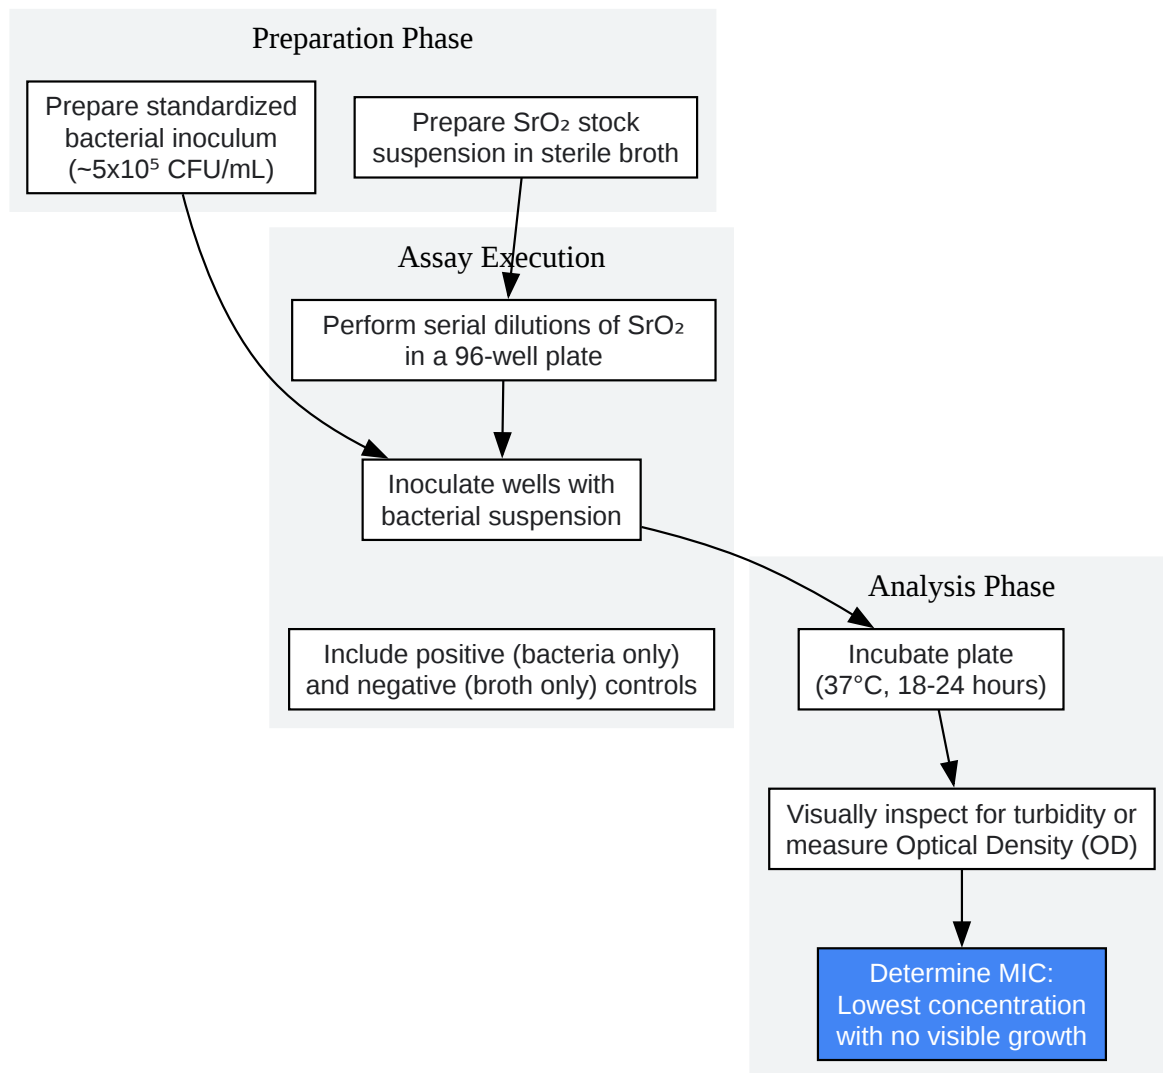 Preparation Phase
Prepare standardized
bacterial inoculum
(~5x10⁵ CFU/mL)
Prepare SrO₂ stock
suspension in sterile broth
Assay Execution
Perform serial dilutions of SrO₂
in a 96-well plate
Inoculate wells with
bacterial suspension
Include positive (bacteria only)
and negative (broth only) controls
Analysis Phase
Incubate plate
(37°C, 18-24 hours)
Visually inspect for turbidity or
measure Optical Density (OD)
Determine MIC:
Lowest concentration
with no visible growth